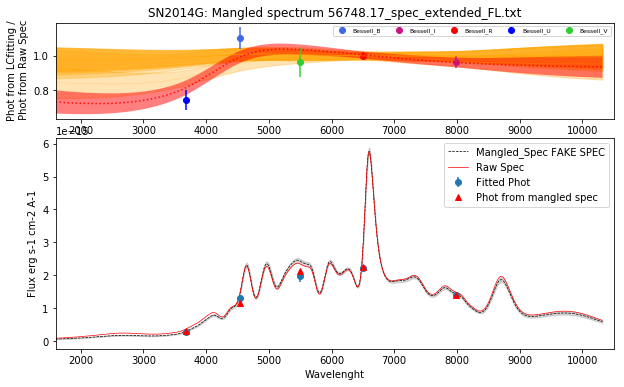 SN2014G: Mangled spectrum 56748.17_spec_extended_FL.txt
Phot from LCfitting /
Phot from Raw Spec
Bessell_B Bessell_I Bessell_R Bessell_U Bessell_V
1.0
0.8
2000 3000 4000 5000 6000 7000 8000 9000 10000
Flux erg s-1 cm-2 A-1
6
5
4
3
2
1
0
Mangled_Spec FAKE SPEC
Raw Spec
Fitted Phot
Phot from mangled spec
2000 3000 4000 5000 6000 7000 8000 9000 10000
Wavelenght